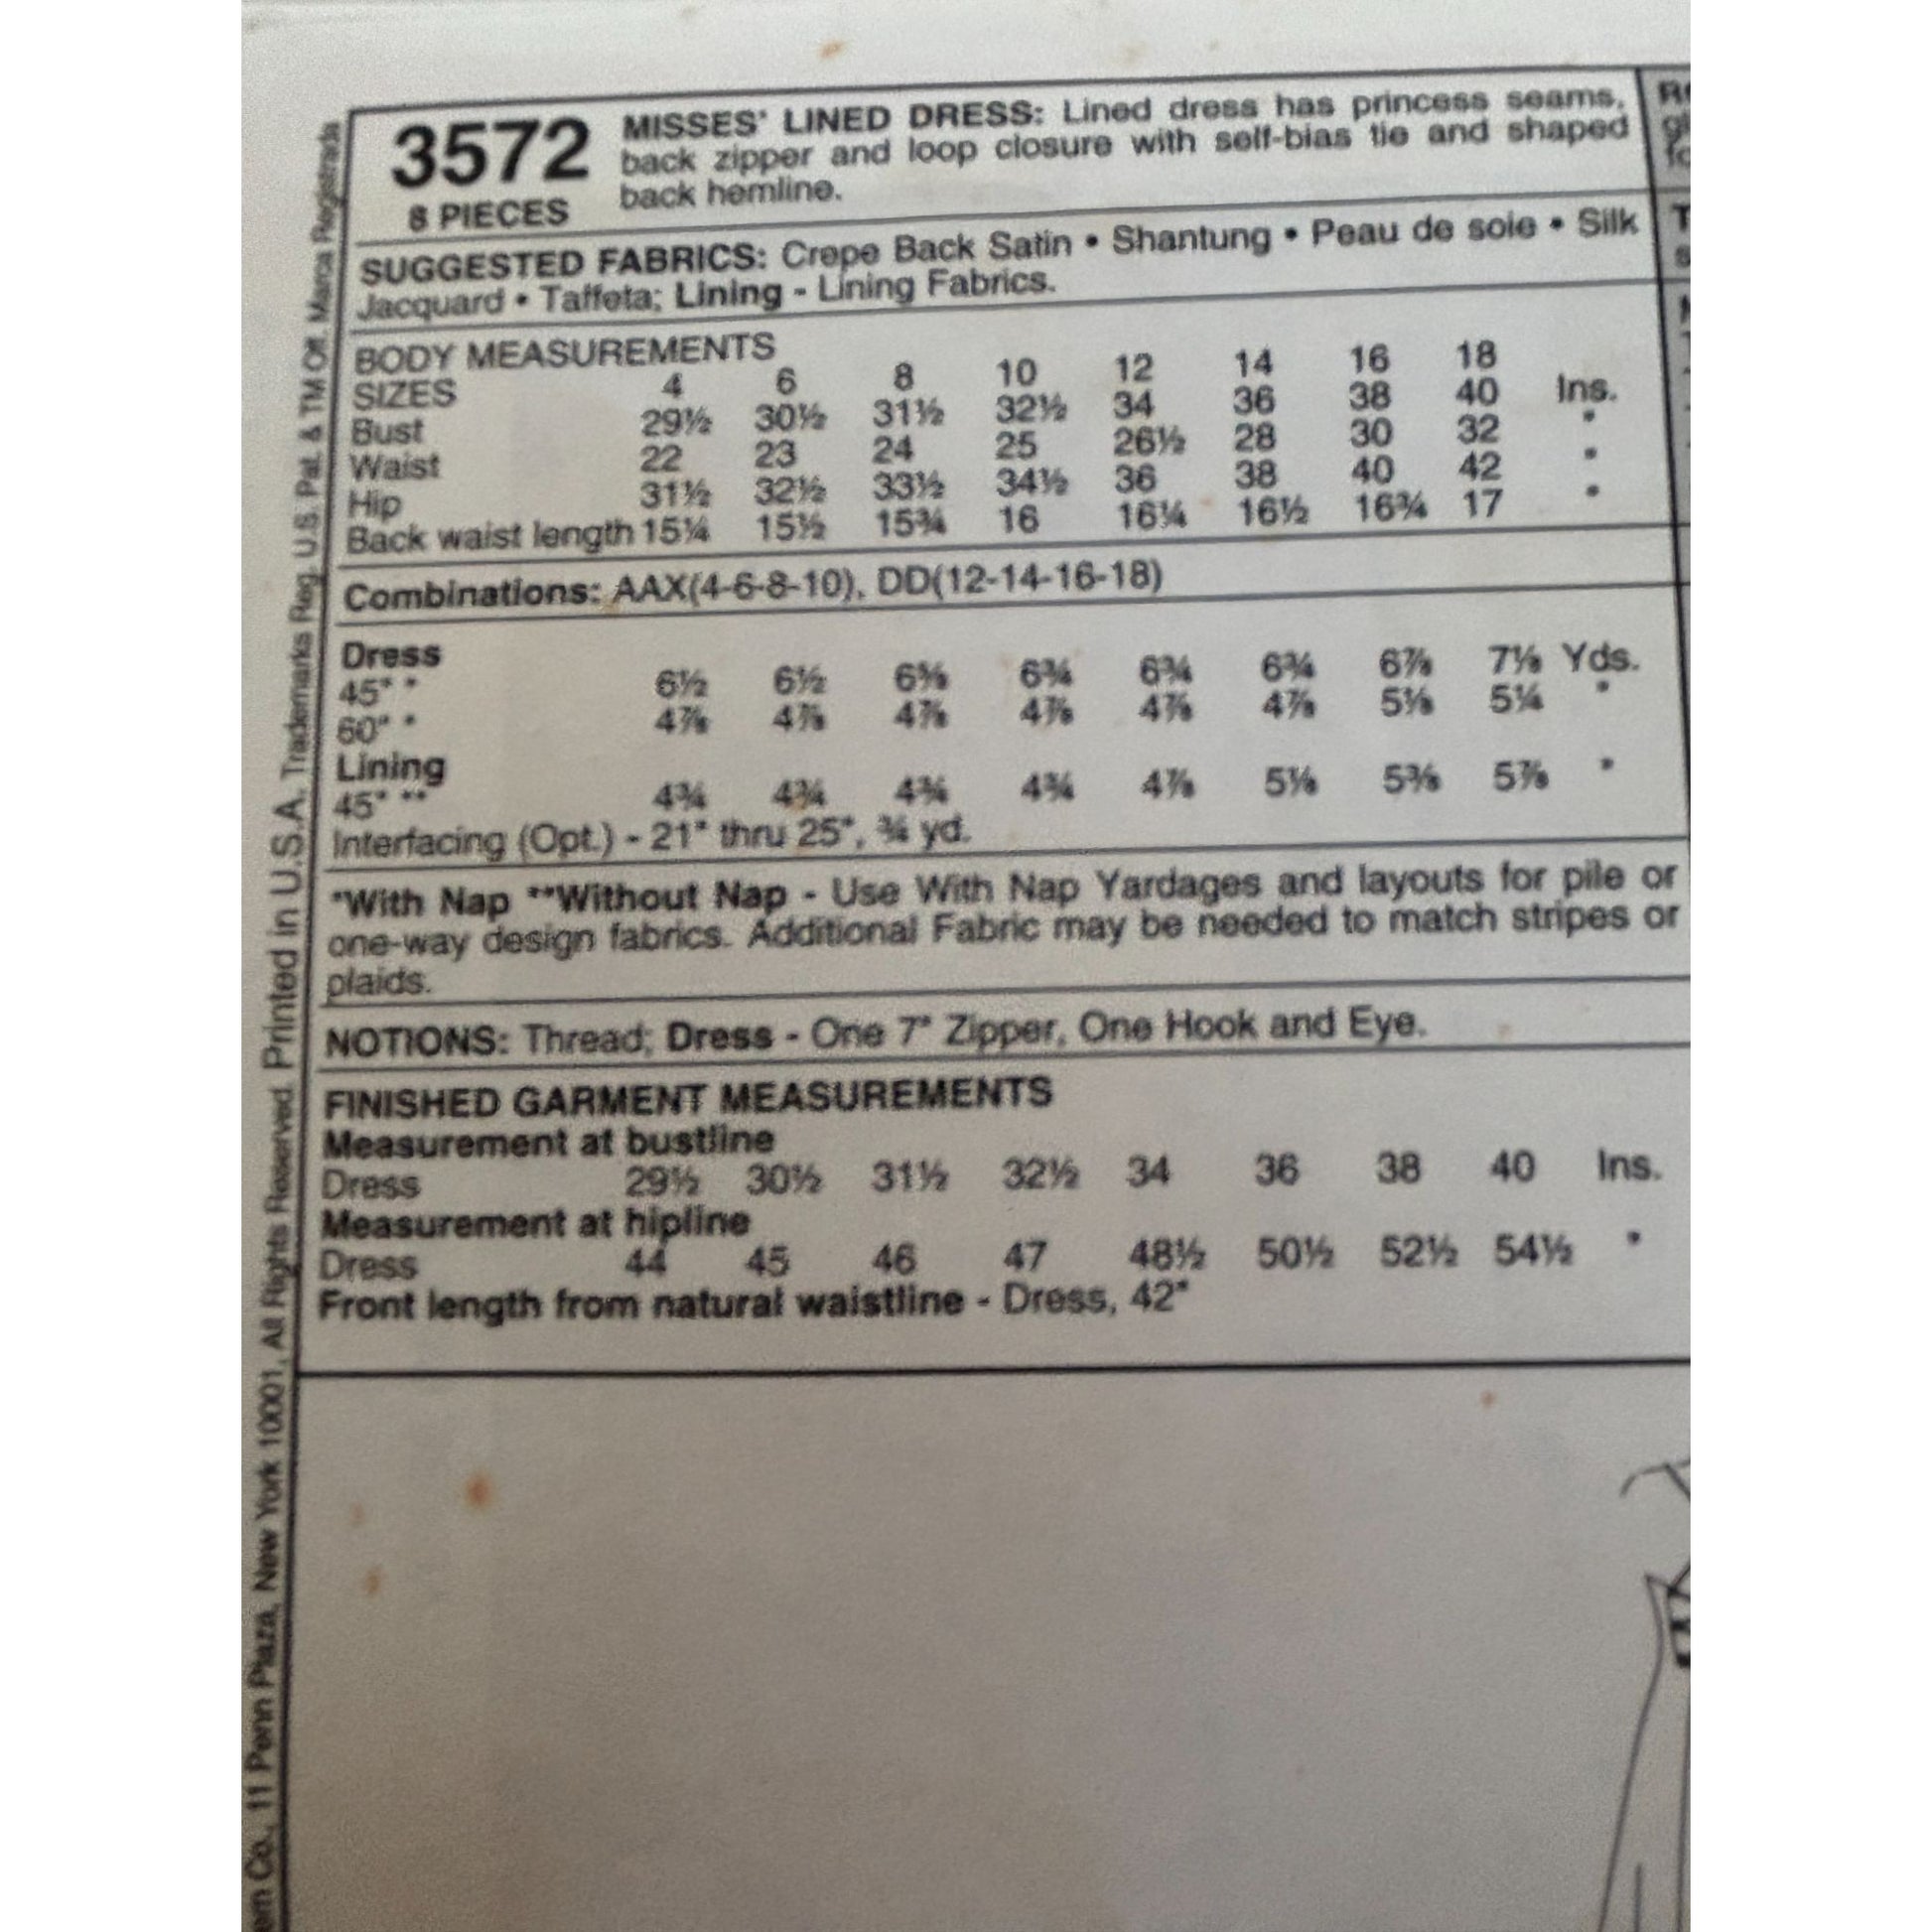 3572
8 PIECES
MISSES' LINED DRESS: Lined dress has princess seams,
back zipper and loop closure with self-bias tie and shaped
back hemline.
SUGGESTED FABRICS: Crepe Back Satin • Shantung • Peau de soie • Silk
Jacquard • Taffeta; Lining - Lining Fabrics.
BODY MEASUREMENTS
SIZES 4 6 8 10 12 14 16 18
Bust 29½ 30½ 31½ 32½ 34 36 38 40 Ins.
Waist 22 23 24 25 26½ 28 30 32 "
Hip 31½ 32½ 33½ 34½ 36 38 40 42 "
Back waist length 15¼ 15½ 15¾ 16 16¼ 16½ 16¾ 17 "
Combinations: AAX(4-6-8-10), DD(12-14-16-18)
Dress
45" * 6½ 6½ 6⅝ 6¾ 6¾ 6¾ 6⅞ 7⅛ Yds.
60" * 4⅞ 4⅞ 4⅞ 4⅞ 4⅞ 4⅞ 5⅛ 5¼ "
Lining
45" ** 4¾ 4¾ 4¾ 4¾ 4⅞ 5⅛ 5⅜ 5⅞ "
Interfacing (Opt.) - 21" thru 25", ¾ yd.
*With Nap **Without Nap - Use With Nap Yardages and layouts for pile or
one-way design fabrics. Additional Fabric may be needed to match stripes or
plaids.
NOTIONS: Thread; Dress - One 7" Zipper, One Hook and Eye.
FINISHED GARMENT MEASUREMENTS
Measurement at bustline
Dress 29½ 30½ 31½ 32½ 34 36 38 40 Ins.
Measurement at hipline
Dress 44 45 46 47 48½ 50½ 52½ 54½ "
Front length from natural waistline - Dress, 42"
Co., 11 Penn Plaza, New York 10001, All Rights Reserved. Printed in U.S.A. Trademarks Reg. U.S. Pat. & TM Off. Marca Registrada